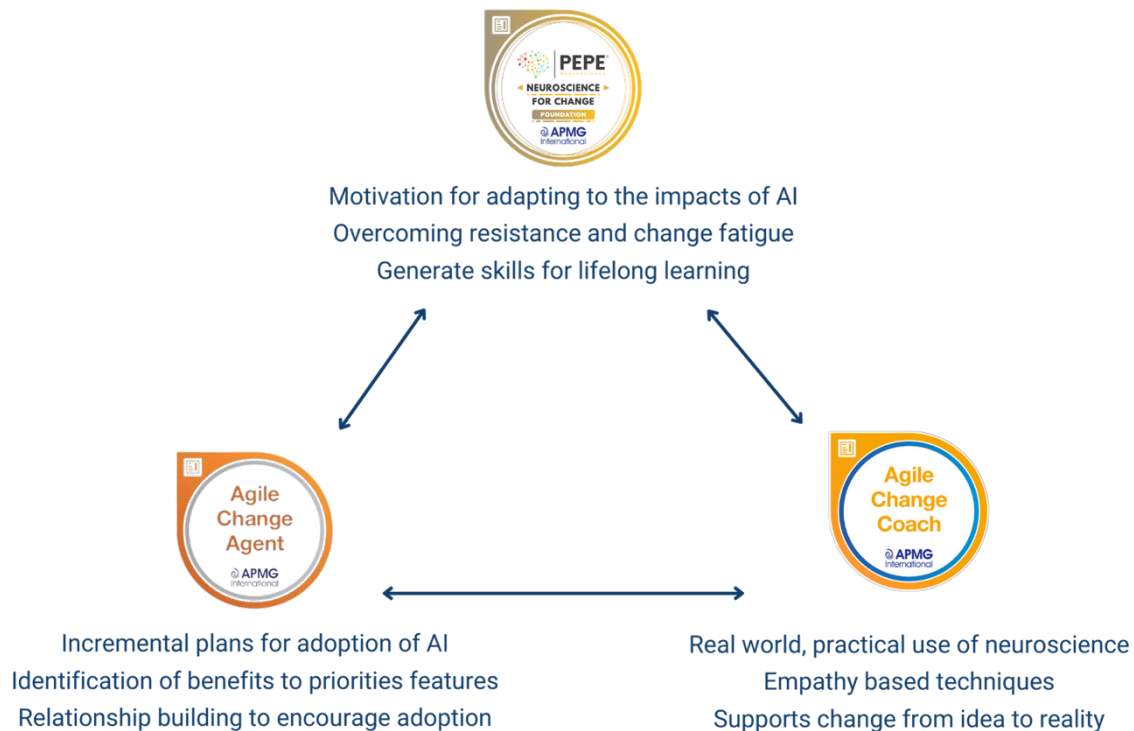 PEPE
Neuroscience
NEUROSCIENCE
FOR CHANGE
FOUNDATION
APMG
International
Motivation for adapting to the impacts of AI
Overcoming resistance and change fatigue
Generate skills for lifelong learning
Agile
Change
Agent
APMG
International
Agile
Change
Coach
APMG
International
Incremental plans for adoption of AI
Identification of benefits to priorities features
Relationship building to encourage adoption
Real world, practical use of neuroscience
Empathy based techniques
Supports change from idea to reality